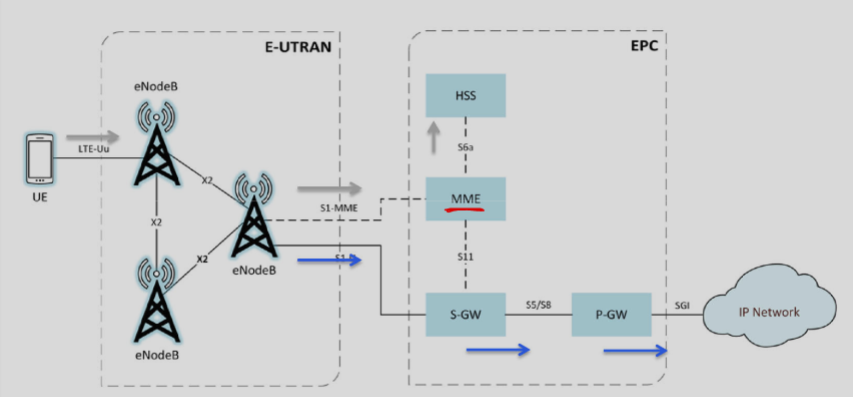 E-UTRAN
EPC
eNodeB
HSS
LTE-Uu
S6a
UE
X2
S1-MME
MME
X2
X2
S11
eNodeB
S5/S8
SGI
S-GW
P-GW
IP Network
eNodeB